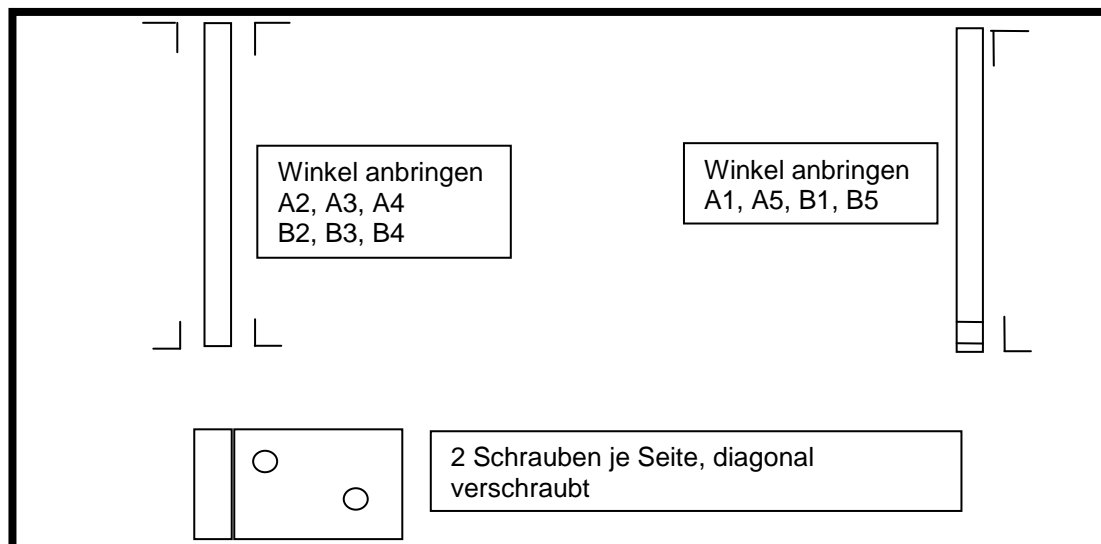 Winkel anbringen
A2, A3, A4
B2, B3, B4
Winkel anbringen
A1, A5, B1, B5
2 Schrauben je Seite, diagonal
verschraubt